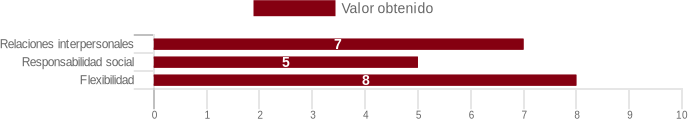 Valor obtenido
Relaciones interpersonales 7
Responsabilidad social 5
Flexibilidad 8
0 1 2 3 4 5 6 7 8 9 10